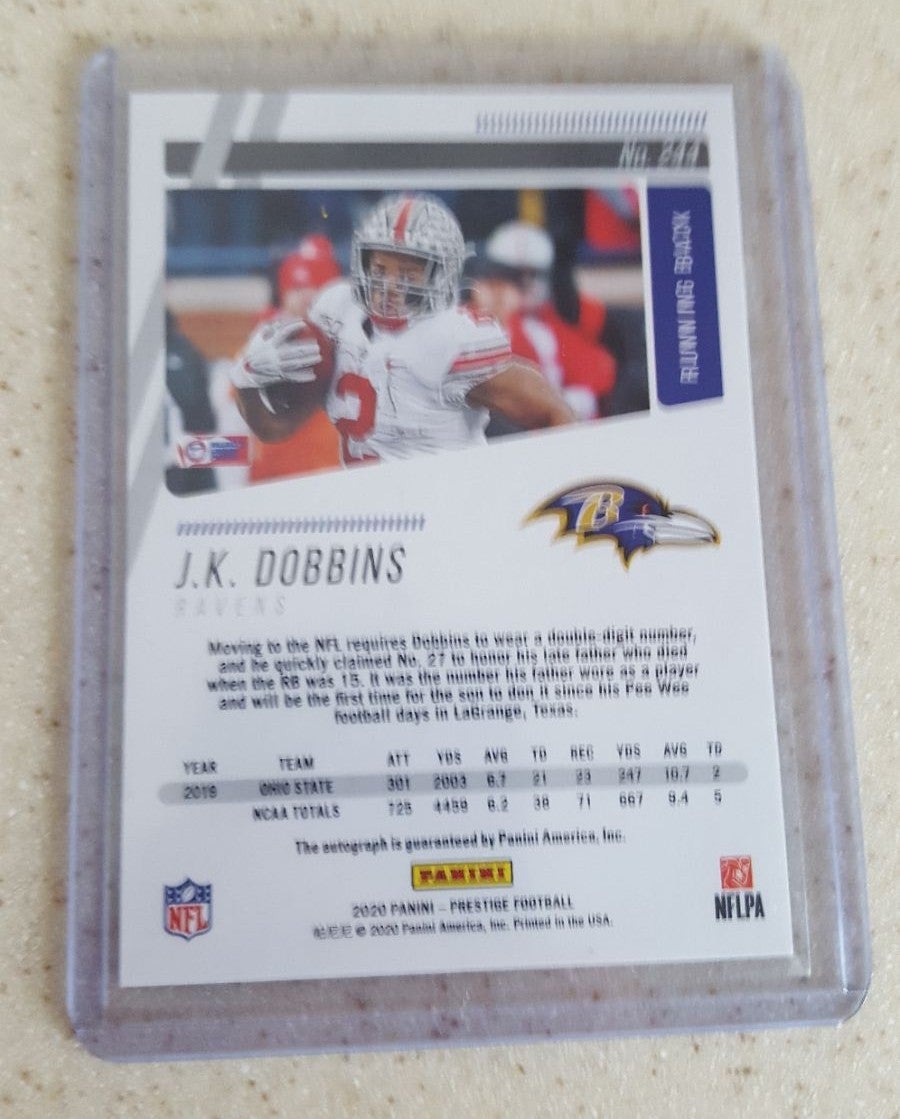 No. 244
RUNNING BACK
2
B
J.K. DOBBINS
RAVENS
Moving to the NFL requires Dobbins to wear a double-digit number,
and he quickly claimed No. 27 to honor his late father who died
when the RB was 15. It was the number his father wore as a player
and will be the first time for the son to don it since his Pee Wee
football days in LaGrange, Texas.
YEAR TEAM ATT YDS AVG TD REC YDS AVG TD
2019 OHIO STATE 301 2003 6.7 21 23 247 10.7 2
NCAA TOTALS 725 4459 6.2 38 71 667 9.4 5
The autograph is guaranteed by Panini America, Inc.
PANINI
NFL
NFLPA
2020 PANINI – PRESTIGE FOOTBALL
© 2020 Panini America, Inc. Printed in the USA.